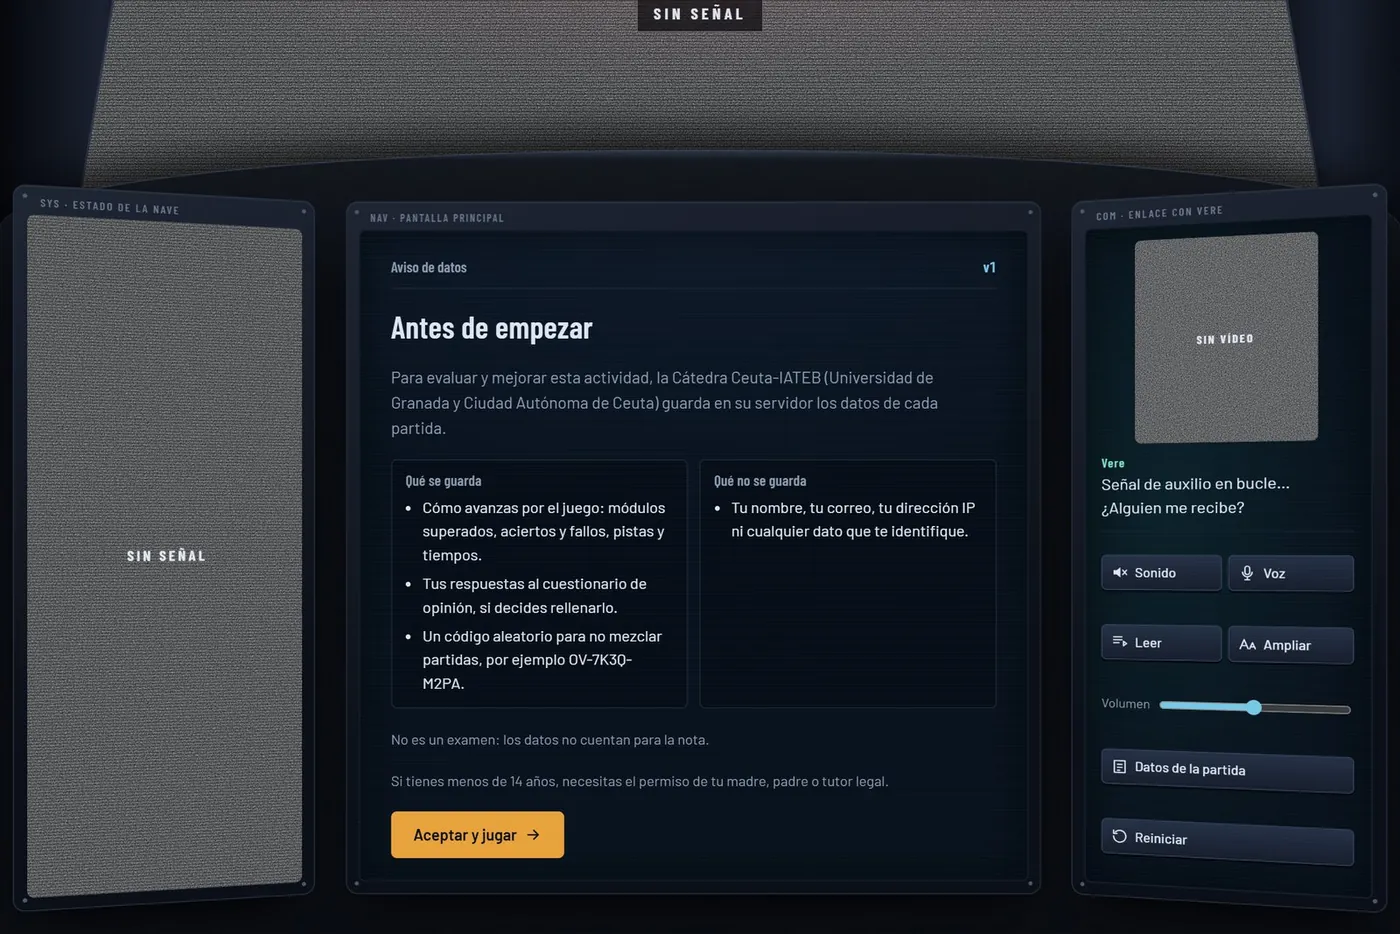 SIN SEÑAL
SYS · ESTADO DE LA NAVE
SIN SEÑAL
NAV · PANTALLA PRINCIPAL
Aviso de datos
v1
Antes de empezar
Para evaluar y mejorar esta actividad, la Cátedra Ceuta-IATEB (Universidad de
Granada y Ciudad Autónoma de Ceuta) guarda en su servidor los datos de cada
partida.
Qué se guarda
• Cómo avanzas por el juego: módulos
superados, aciertos y fallos, pistas y
tiempos.
• Tus respuestas al cuestionario de
opinión, si decides rellenarlo.
• Un código aleatorio para no mezclar
partidas, por ejemplo OV-7K3Q-
M2PA.
Qué no se guarda
• Tu nombre, tu correo, tu dirección IP
ni cualquier dato que te identifique.
No es un examen: los datos no cuentan para la nota.
Si tienes menos de 14 años, necesitas el permiso de tu madre, padre o tutor legal.
Aceptar y jugar →
COM · ENLACE CON VERE
SIN VÍDEO
Vere
Señal de auxilio en bucle...
¿Alguien me recibe?
Sonido
Voz
Leer
AA Ampliar
Volumen
Datos de la partida
Reiniciar